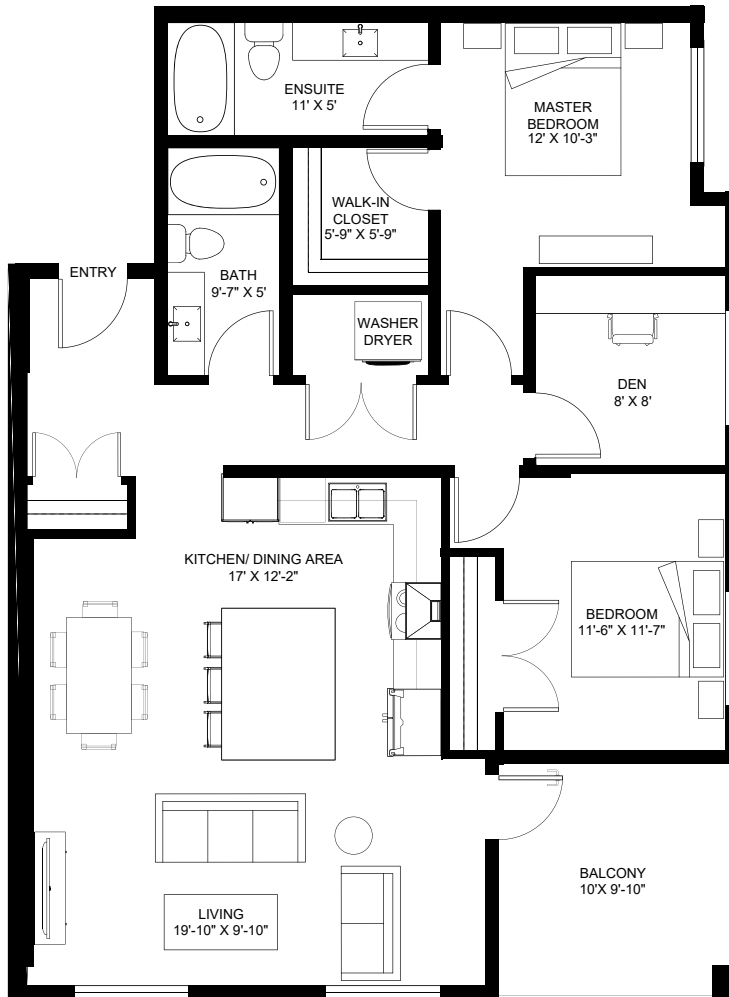 ENSUITE
11' X 5'
MASTER
BEDROOM
12' X 10'-3"
WALK-IN
CLOSET
5'-9" X 5'-9"
ENTRY
BATH
9'-7" X 5'
WASHER
DRYER
DEN
8' X 8'
KITCHEN/ DINING AREA
17' X 12'-2"
BEDROOM
11'-6" X 11'-7"
BALCONY
10'X 9'-10"
LIVING
19'-10" X 9'-10"